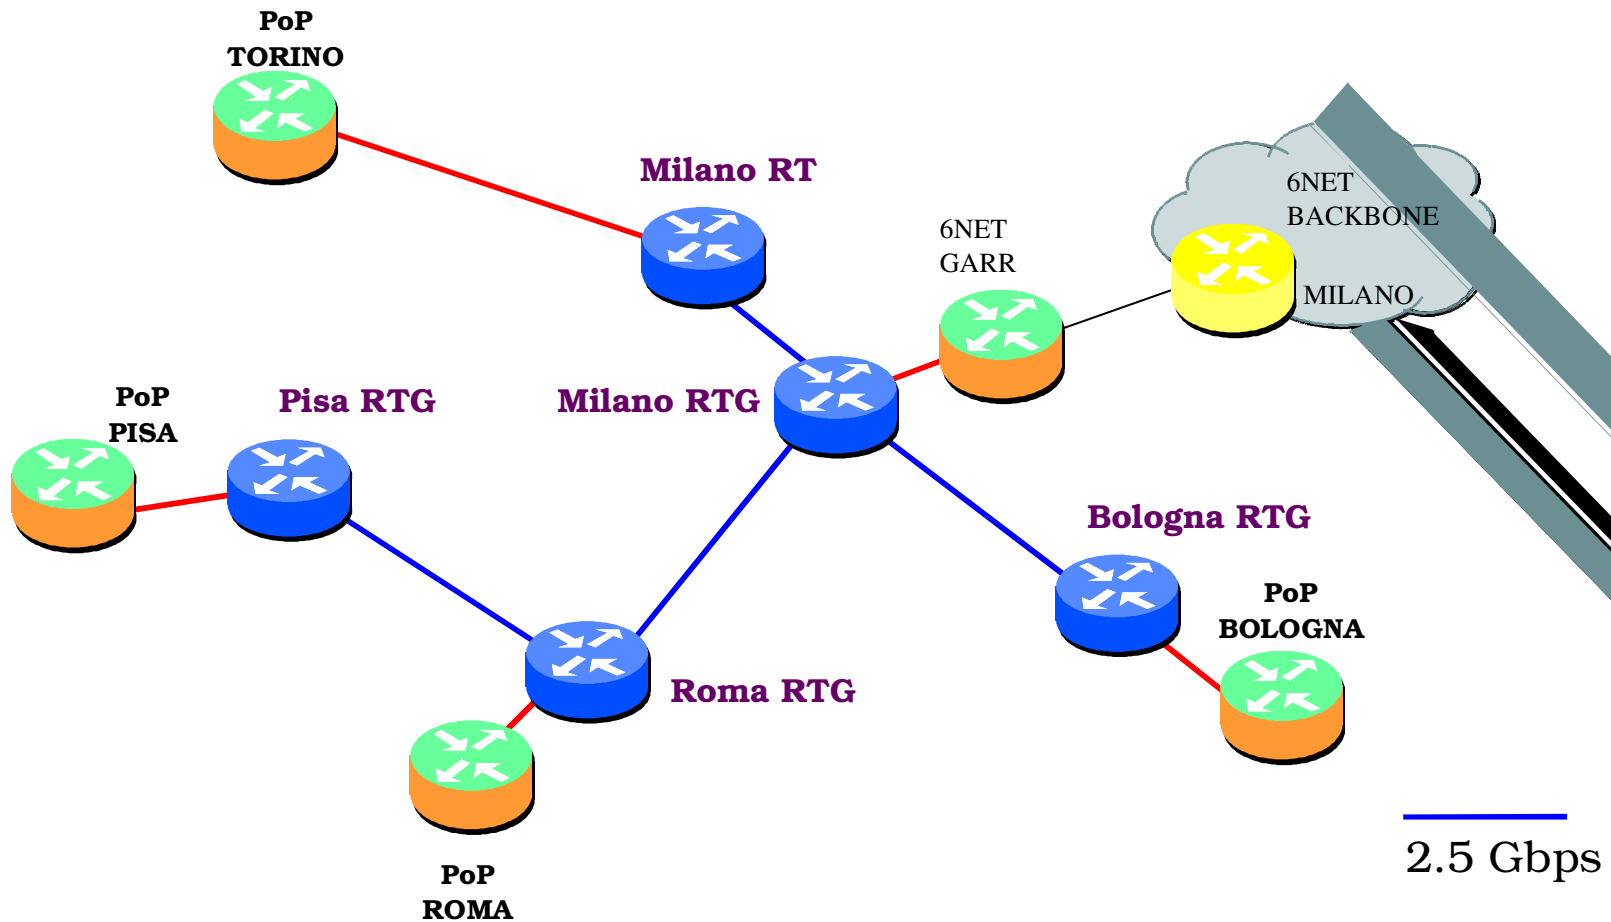 PoP
TORINO
Milano RT
6NET
BACKBONE
6NET
GARR
MILANO
PoP
PISA
Pisa RTG
Milano RTG
Bologna RTG
PoP
BOLOGNA
Roma RTG
2.5 Gbps
PoP
ROMA